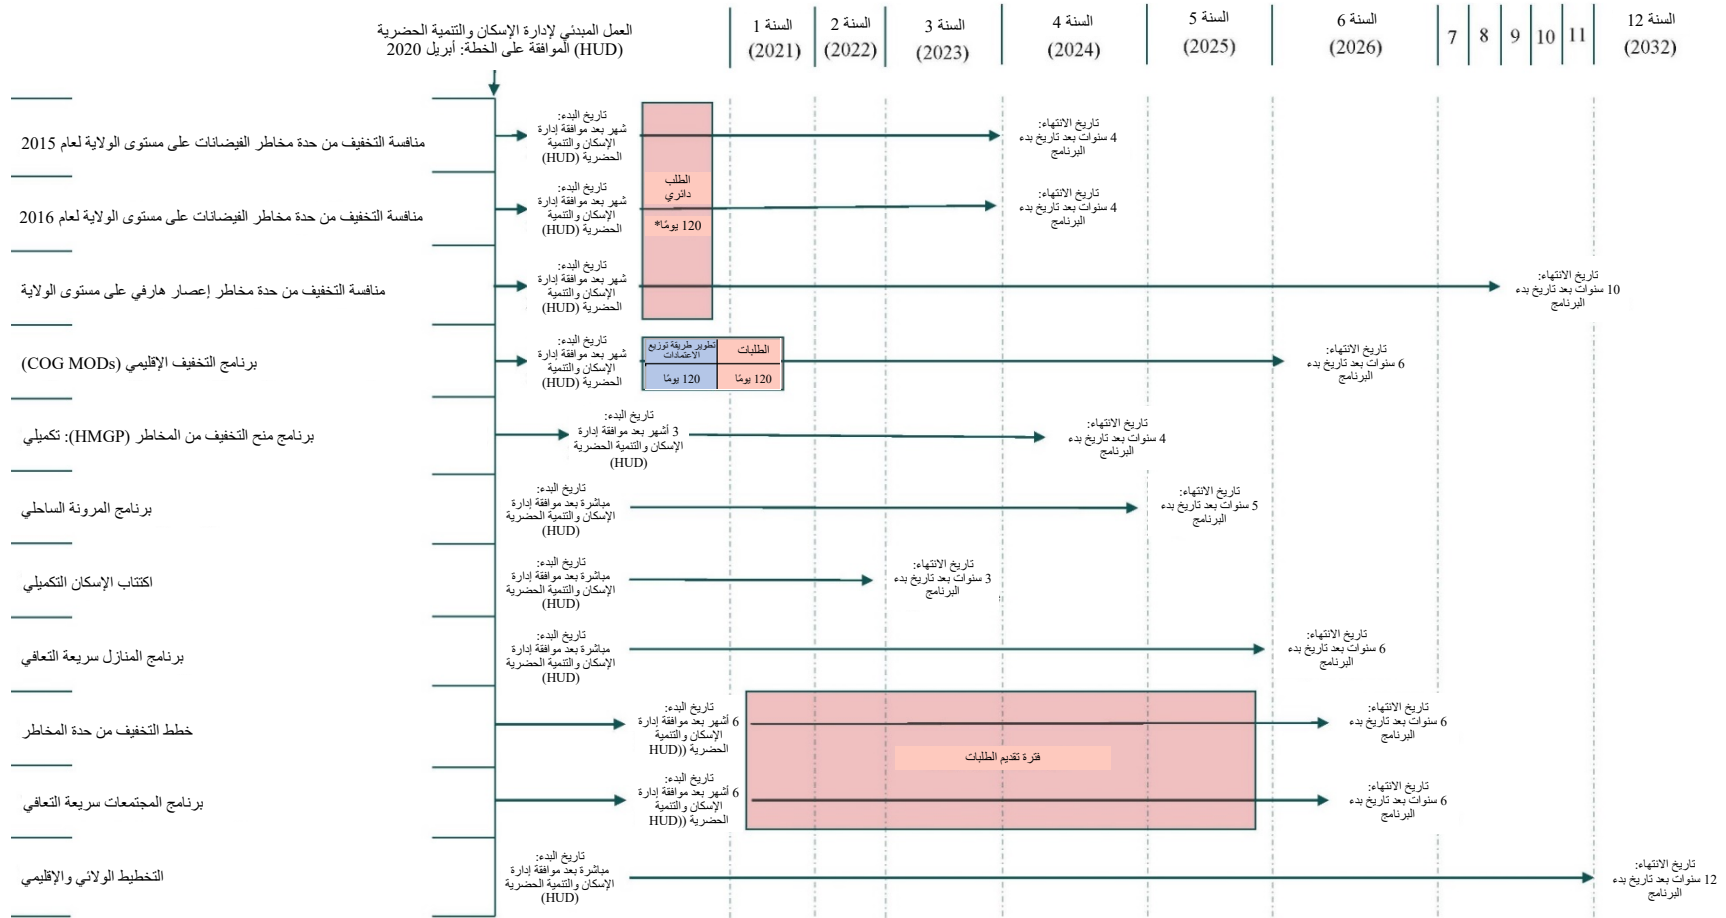 العمل المبدئي لإدارة الإسكان والتنمية الحضرية
(HUD) الموافقة على الخطة: أبريل 2020
السنة 1
(2021)
السنة 2
(2022)
السنة 3
(2023)
السنة 4
(2024)
السنة 5
(2025)
السنة 6
(2026)
7
8
9
10
11
السنة 12
(2032)
منافسة التخفيف من حدة مخاطر الفيضانات على مستوى الولاية لعام 2015
تاريخ البدء:
شهر بعد موافقة إدارة
الإسكان والتنمية
الحضرية (HUD)
تاريخ الانتهاء:
4 سنوات بعد تاريخ بدء
البرنامج
الطلب
دائري
120 يومًا*
منافسة التخفيف من حدة مخاطر الفيضانات على مستوى الولاية لعام 2016
تاريخ البدء:
شهر بعد موافقة إدارة
الإسكان والتنمية
الحضرية (HUD)
تاريخ الانتهاء:
4 سنوات بعد تاريخ بدء
البرنامج
منافسة التخفيف من حدة مخاطر إعصار هارفي على مستوى الولاية
تاريخ البدء:
شهر بعد موافقة إدارة
الإسكان والتنمية
الحضرية (HUD)
تاريخ الانتهاء:
10 سنوات بعد تاريخ بدء
البرنامج
برنامج التخفيف الإقليمي (COG MODs)
تاريخ البدء:
شهر بعد موافقة إدارة
الإسكان والتنمية
الحضرية (HUD)
تطوير طريقة توزيع
الاعتمادات
120 يومًا
الطلبات
120 يومًا
تاريخ الانتهاء:
6 سنوات بعد تاريخ بدء
البرنامج
برنامج منح التخفيف من المخاطر (HMGP): تكميلي
تاريخ البدء:
3 أشهر بعد موافقة إدارة
الإسكان والتنمية الحضرية
(HUD)
تاريخ الانتهاء:
4 سنوات بعد تاريخ بدء
البرنامج
برنامج المرونة الساحلي
تاريخ البدء:
مباشرة بعد موافقة إدارة
الإسكان والتنمية الحضرية
(HUD)
تاريخ الانتهاء:
5 سنوات بعد تاريخ بدء
البرنامج
اكتتاب الإسكان التكميلي
تاريخ البدء:
مباشرة بعد موافقة إدارة
الإسكان والتنمية الحضرية
(HUD)
تاريخ الانتهاء:
3 سنوات بعد تاريخ بدء
البرنامج
برنامج المنازل سريعة التعافي
تاريخ البدء:
مباشرة بعد موافقة إدارة
الإسكان والتنمية الحضرية
(HUD)
تاريخ الانتهاء:
6 سنوات بعد تاريخ بدء
البرنامج
خطط التخفيف من حدة المخاطر
تاريخ البدء:
6 أشهر بعد موافقة إدارة
الإسكان والتنمية
الحضرية ((HUD
تاريخ الانتهاء:
6 سنوات بعد تاريخ بدء
البرنامج
فترة تقديم الطلبات
برنامج المجتمعات سريعة التعافي
تاريخ البدء:
6 أشهر بعد موافقة إدارة
الإسكان والتنمية
الحضرية ((HUD
تاريخ الانتهاء:
6 سنوات بعد تاريخ بدء
البرنامج
التخطيط الولائي والإقليمي
تاريخ البدء:
مباشرة بعد موافقة إدارة
الإسكان والتنمية الحضرية
(HUD)
تاريخ الانتهاء:
12 سنوات بعد تاريخ بدء
البرنامج